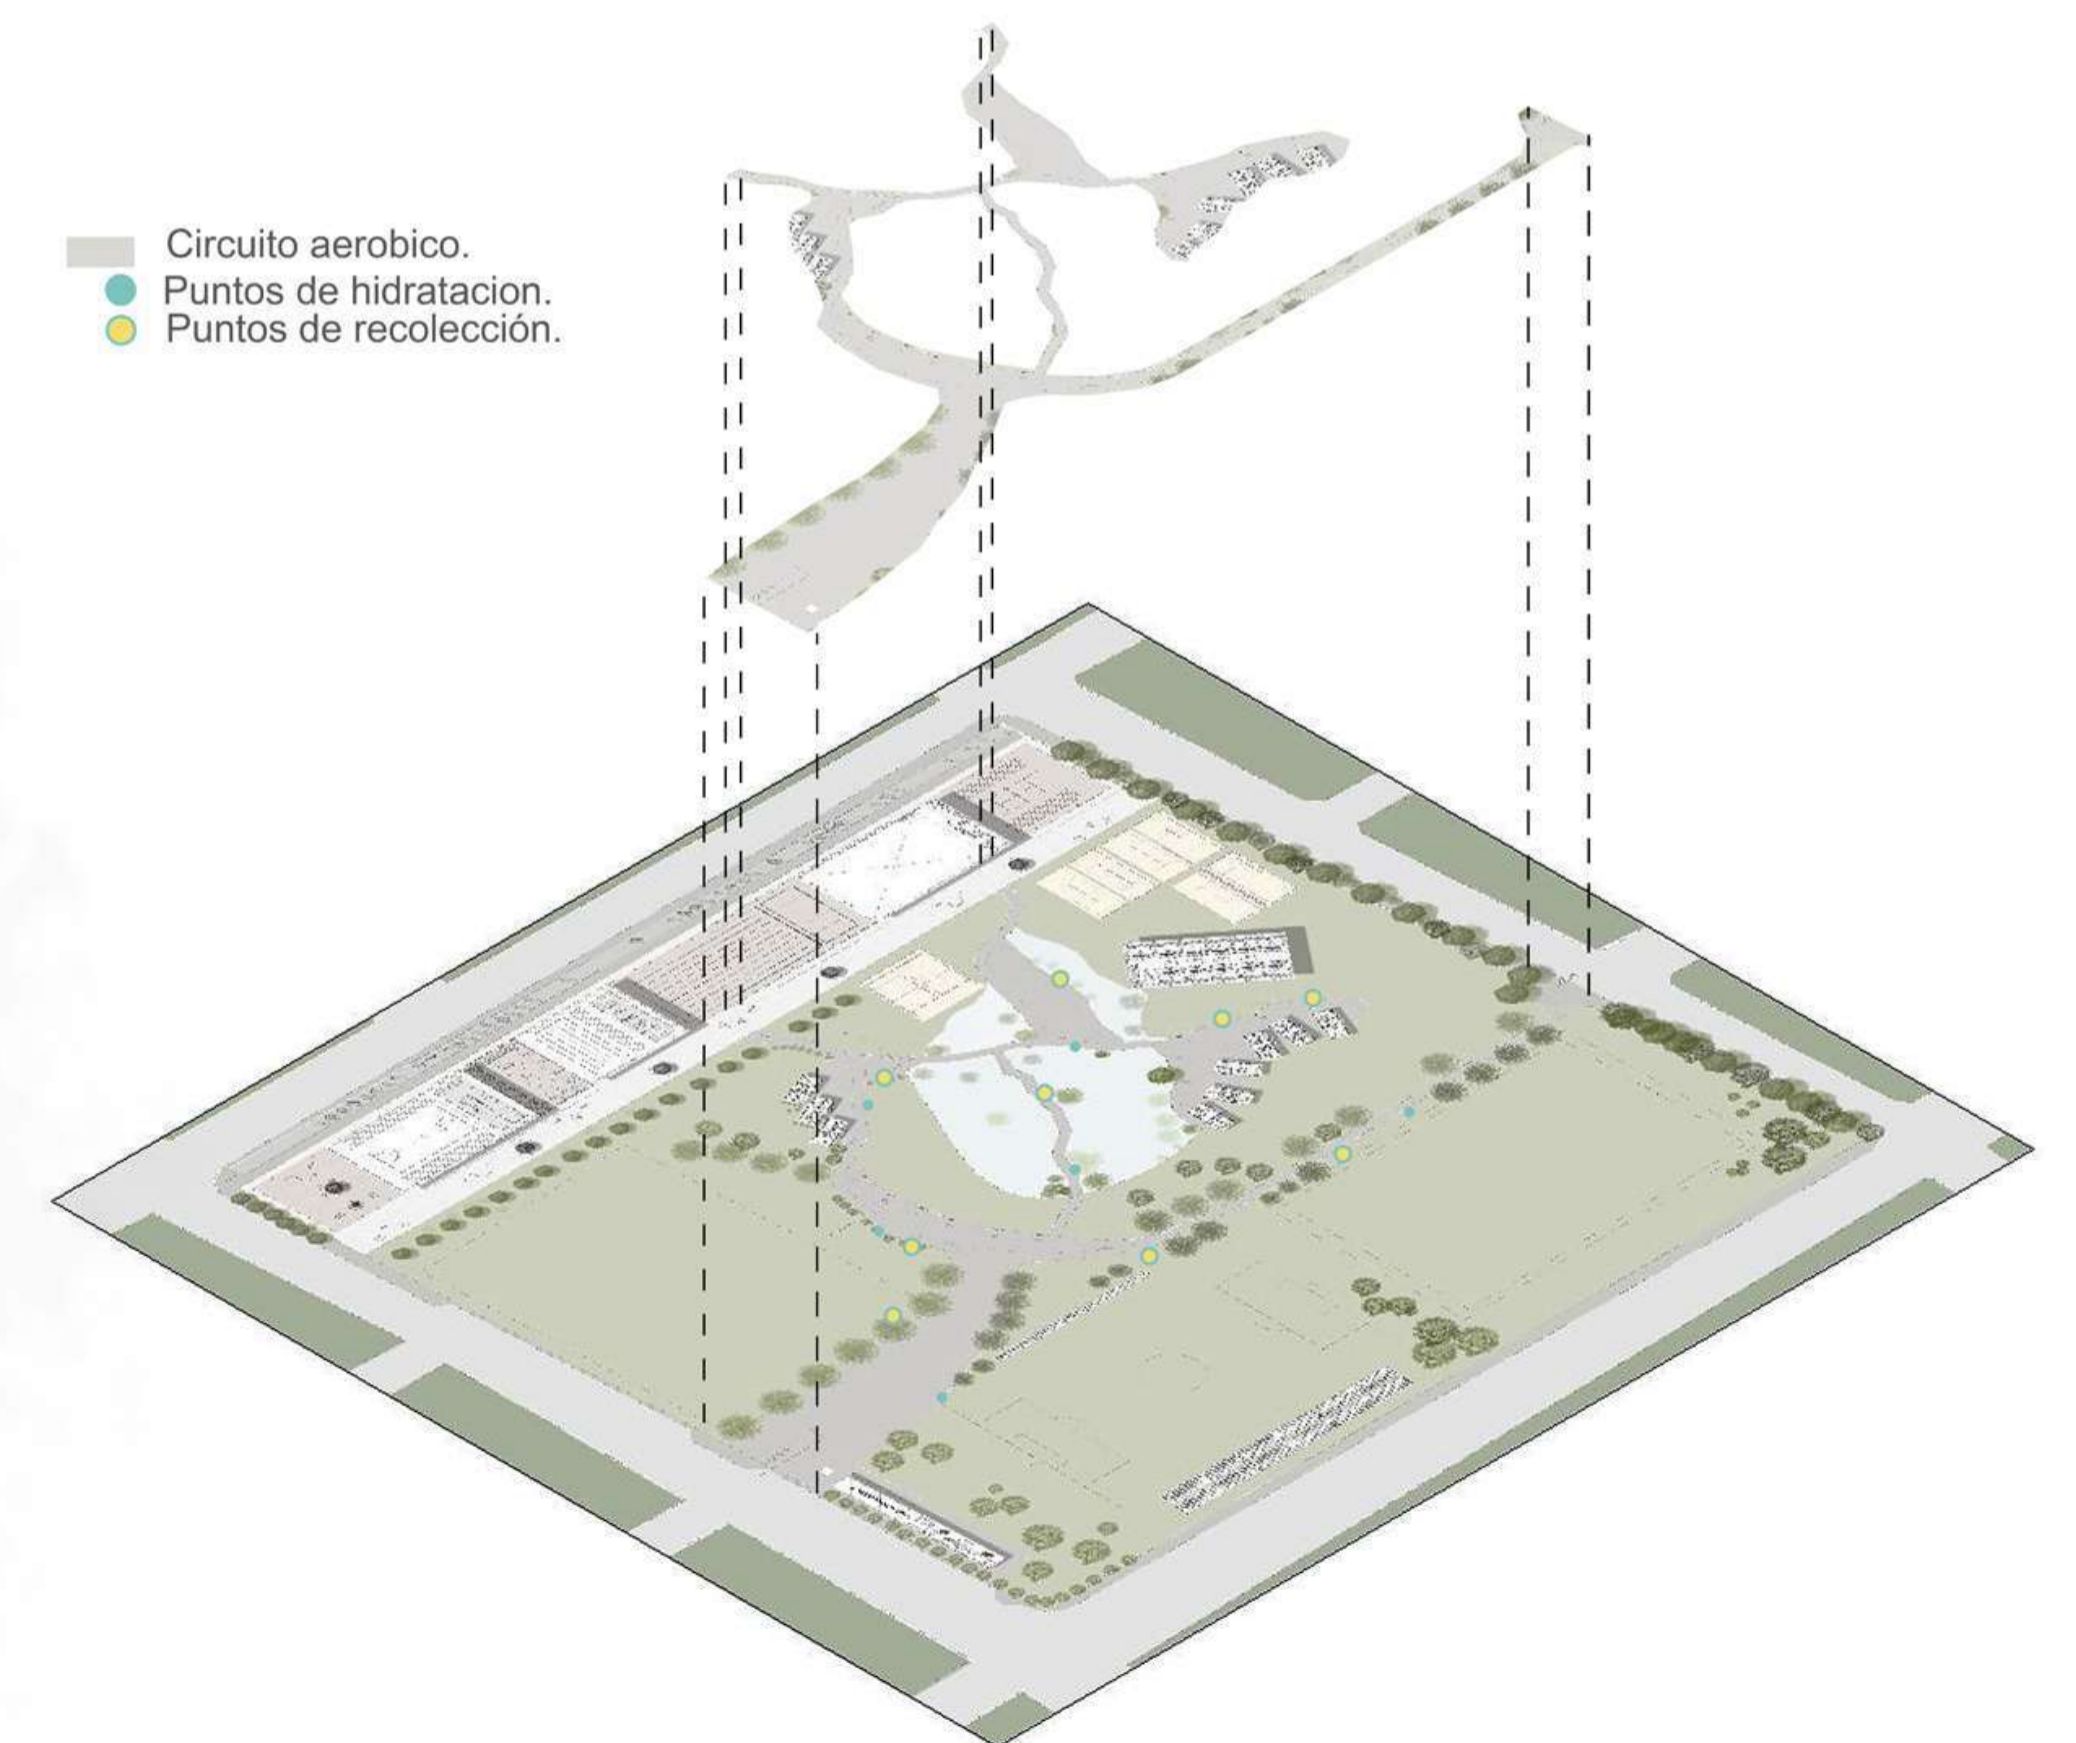 Circuito aerobico.
Puntos de hidratacion.
Puntos de recolección.